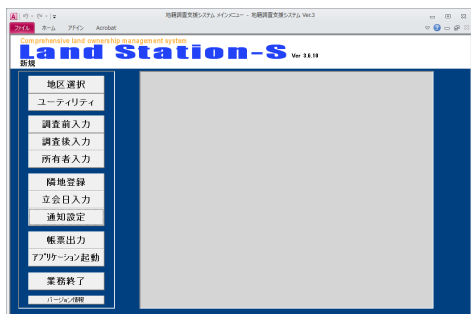 地籍調査支援システム メインメニュー - 地籍調査支援システム Ver.3
ファイル ホーム アドイン Acrobat
Comprehensive land ownership management system
Land Station-S Ver 3.6.10
新規
地区選択
ユーティリティ
調査前入力
調査後入力
所有者入力
隣地登録
立会日入力
通知設定
帳票出力
アプリケーション起動
業務終了
バージョン情報